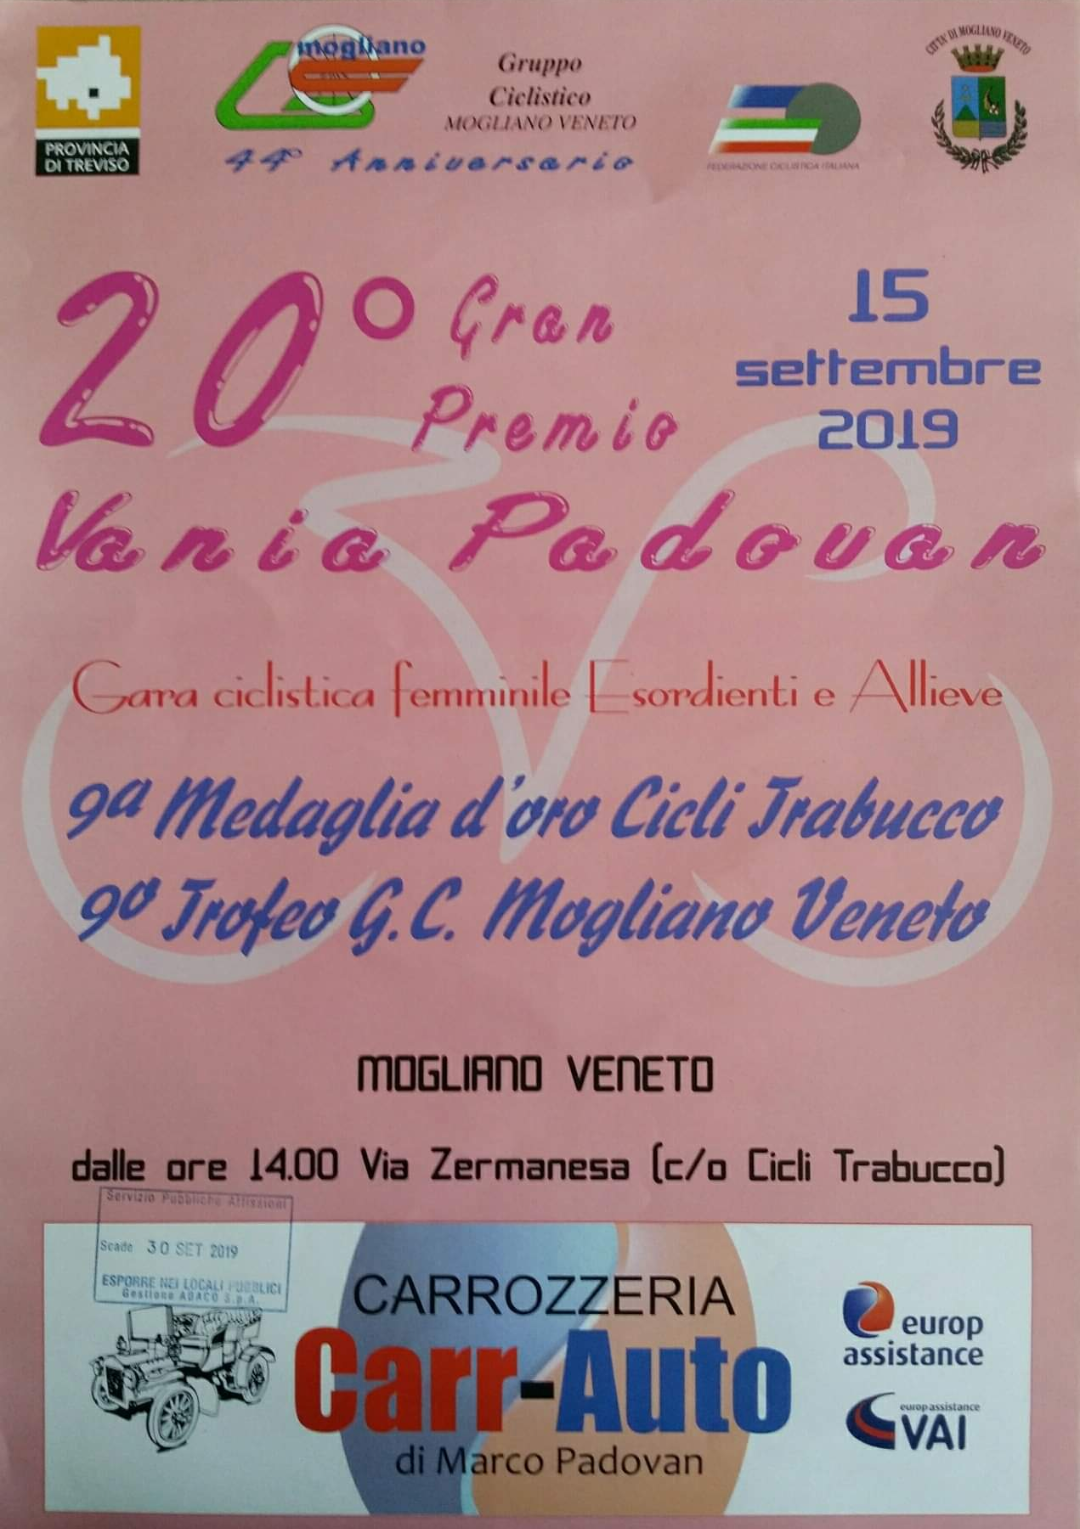 PROVINCIA
DI TREVISO
mogliano
Gruppo
Ciclistico
MOGLIANO VENETO
44° Anniversario
FEDERAZIONE CICLISTICA ITALIANA
CITTA' DI MOGLIANO VENETO
20° Gran
Premio
Vania Padovan
15
settembre
2019
Gara ciclistica femminile Esordienti e Allieve
9a Medaglia d'oro Cicli Trabucco
9o Trofeo G.C. Mogliano Veneto
MOGLIANO VENETO
dalle ore 14.00 Via Zermanesa (c/o Cicli Trabucco)
Servizio Pubbliche Affissioni
Scade 30 SET 2019
ESPORRE NEI LOCALI PUBBLICI
Gestione ABACO S.p.A.
CARROZZERIA
Carr-Auto
di Marco Padovan
europ
assistance
europ assistance
VAI